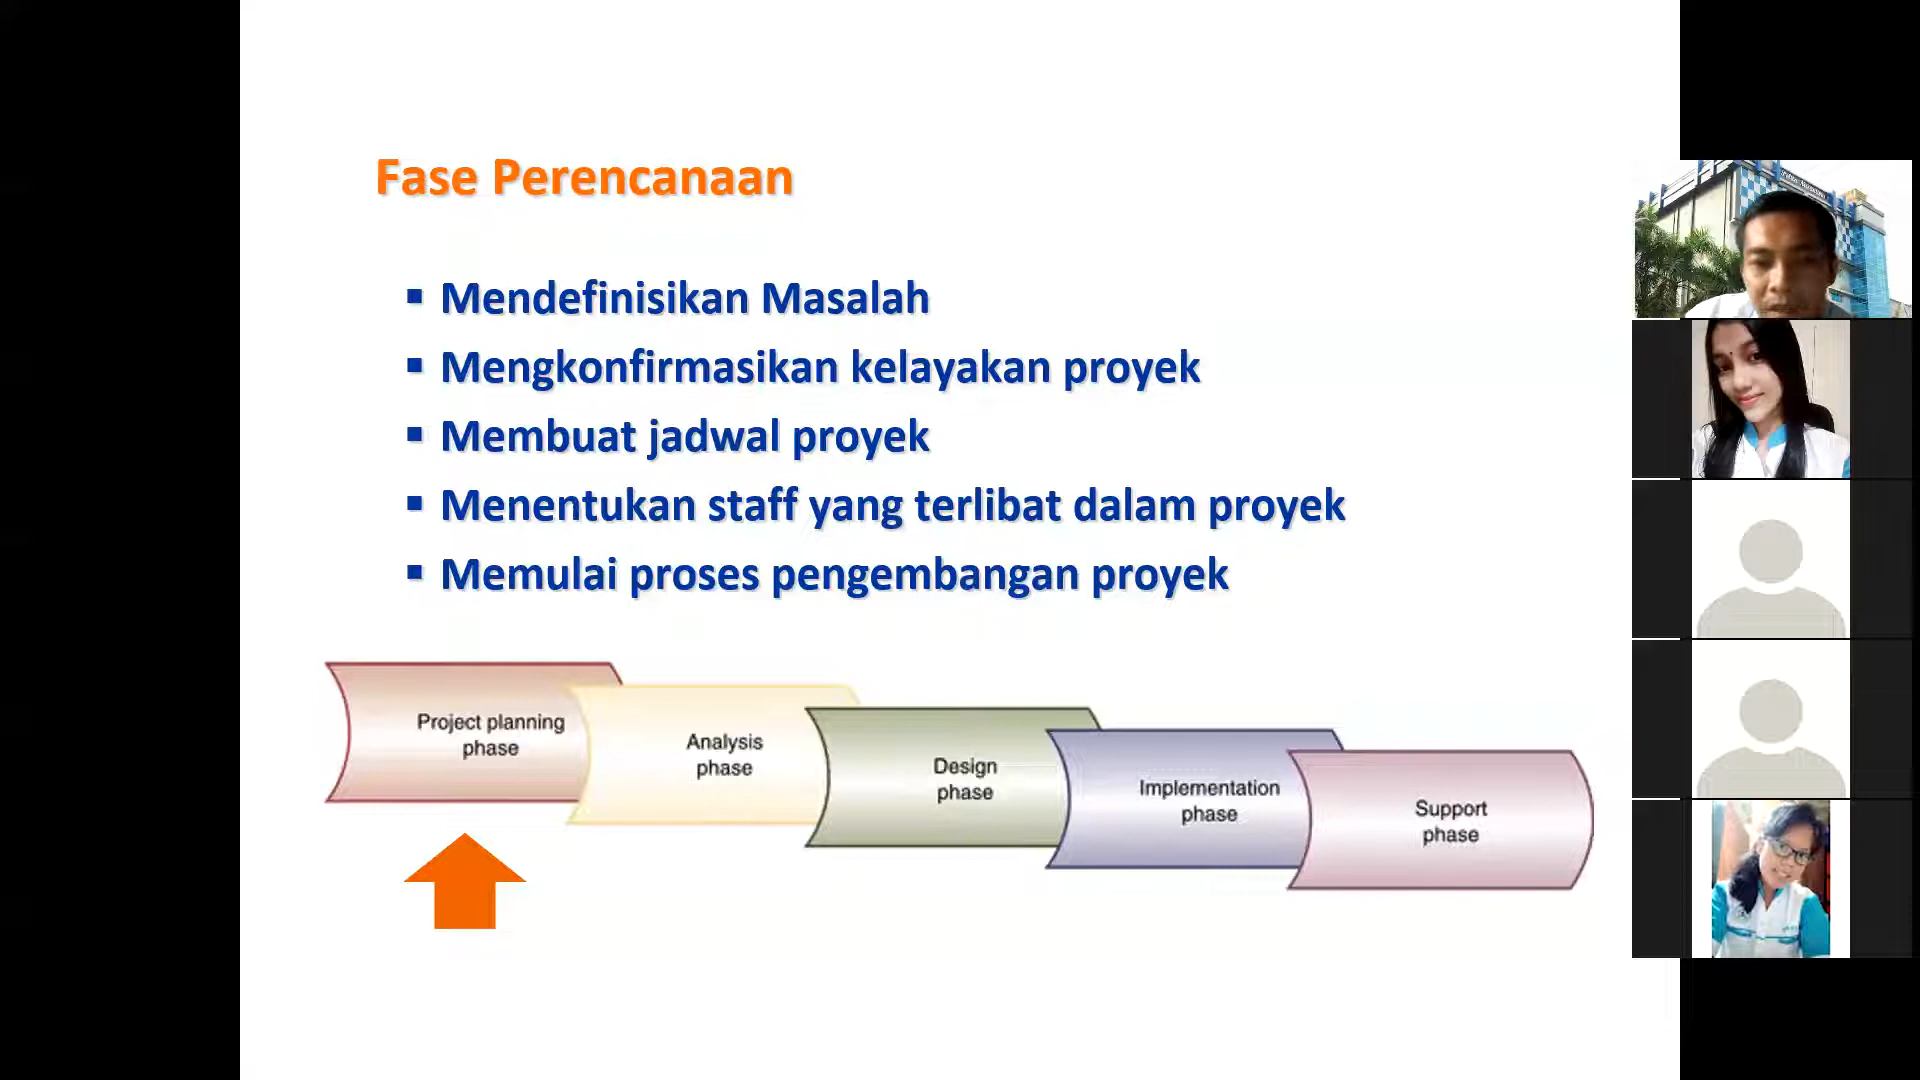 Fase Perencanaan
▪ Mendefinisikan Masalah
▪ Mengkonfirmasikan kelayakan proyek
▪ Membuat jadwal proyek
▪ Menentukan staff yang terlibat dalam proyek
▪ Memulai proses pengembangan proyek
Project planning
phase
Analysis
phase
Design
phase
Implementation
phase
Support
phase